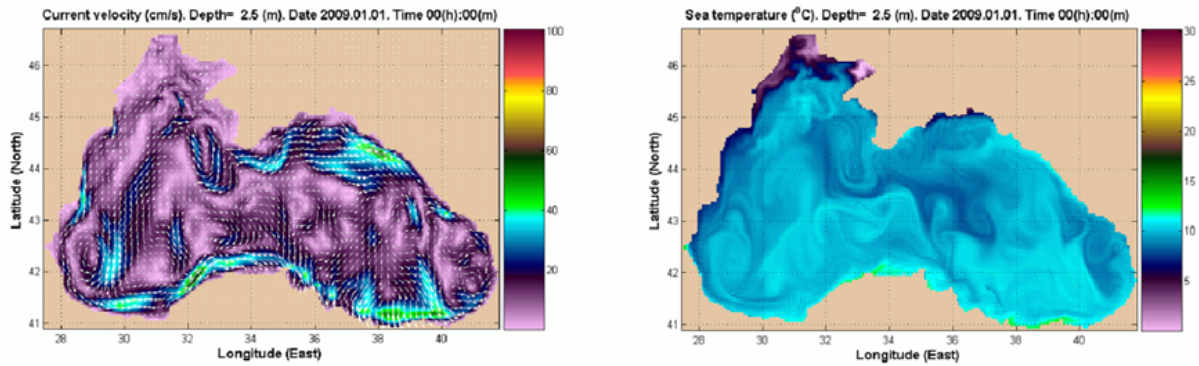 Current velocity (cm/s). Depth= 2.5 (m). Date 2009.01.01. Time 00(h):00(m)
100
80
60
40
20
46
45
44
43
42
41
Latitude (North)
28 30 32 34 36 38 40
Longitude (East)
Sea temperature (⁰C). Depth= 2.5 (m). Date 2009.01.01. Time 00(h):00(m)
30
25
20
15
10
5
46
45
44
43
42
41
Latitude (North)
28 30 32 34 36 38 40
Longitude (East)